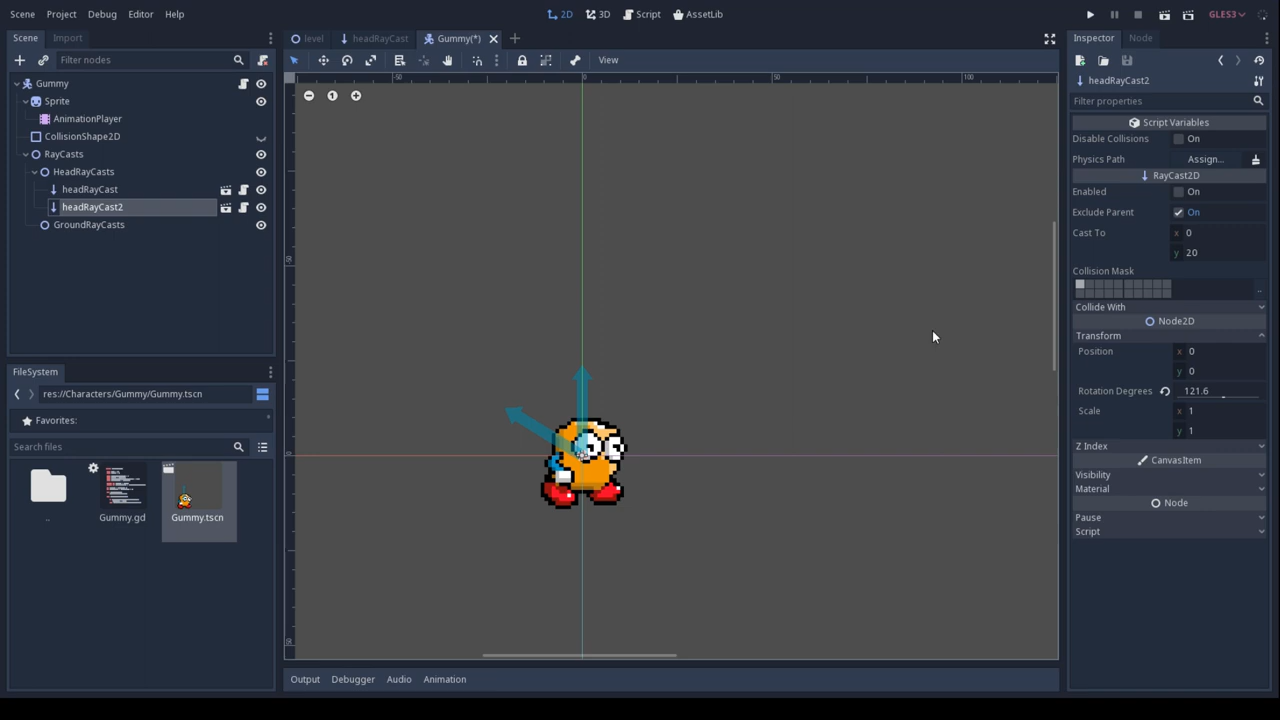 Scene Project Debug Editor Help
2D 3D Script AssetLib
GLES3
Scene Import
Filter nodes
Gummy
Sprite
AnimationPlayer
CollisionShape2D
RayCasts
HeadRayCasts
headRayCast
headRayCast2
GroundRayCasts
FileSystem
res://Characters/Gummy/Gummy.tscn
Favorites:
Search files
..
Gummy.gd
Gummy.tscn
level headRayCast Gummy(*)
View
-50 0 50 100
-50
0
50
1
Output Debugger Audio Animation
Inspector Node
headRayCast2
Filter properties
Script Variables
Disable Collisions On
Physics Path Assign...
RayCast2D
Enabled On
Exclude Parent On
Cast To x 0
y 20
Collision Mask
..
Collide With
Node2D
Transform
Position x 0
y 0
Rotation Degrees 121.6
Scale x 1
y 1
Z Index
CanvasItem
Visibility
Material
Node
Pause
Script